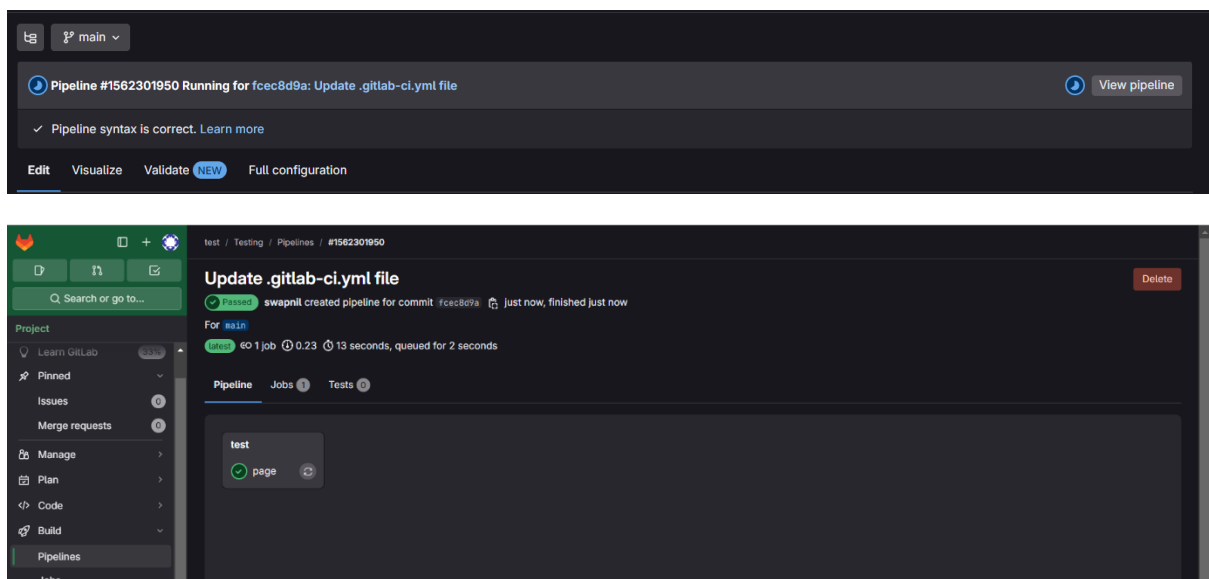 main
Pipeline #1562301950 Running for fcec8d9a: Update .gitlab-ci.yml file
View pipeline
Pipeline syntax is correct. Learn more
Edit Visualize Validate NEW Full configuration
test / Testing / Pipelines / #1562301950
Search or go to...
Project
Learn GitLab 33%
Pinned
Issues 0
Merge requests 0
Manage
Plan
Code
Build
Pipelines
Jobs
Update .gitlab-ci.yml file
Delete
Passed swapnil created pipeline for commit fcec8d9a just now, finished just now
For main
latest 1 job 0.23 13 seconds, queued for 2 seconds
Pipeline Jobs 1 Tests 0
test
page